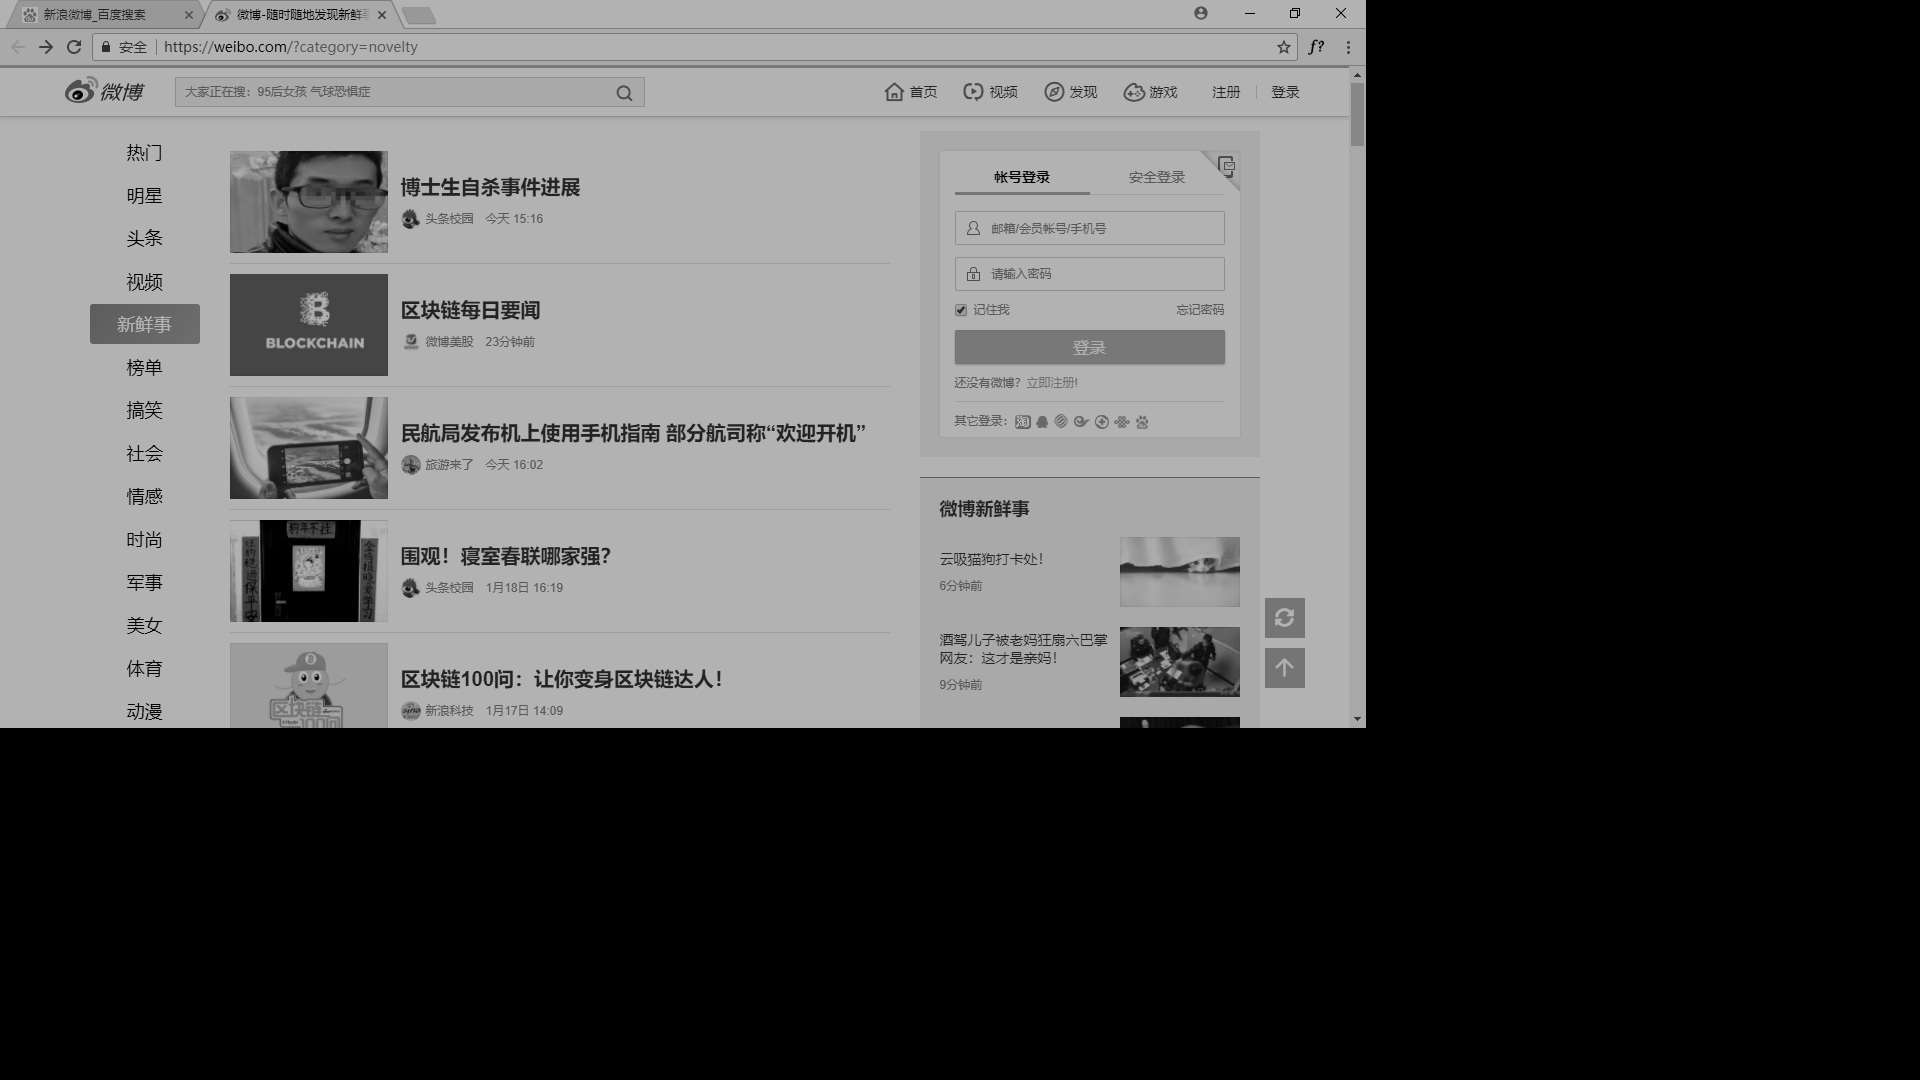 新浪微博_百度搜索
微博-随时随地发现新鲜事
安全
https://weibo.com/?category=novelty
f?
微博
大家正在搜：95后女孩 气球恐惧症
首页
视频
发现
游戏
注册
登录
热门
明星
头条
视频
新鲜事
榜单
搞笑
社会
情感
时尚
军事
美女
体育
动漫
博士生自杀事件进展
头条校园 今天 15:16
BLOCKCHAIN
区块链每日要闻
微博美股 23分钟前
民航局发布机上使用手机指南 部分航司称“欢迎开机”
旅游来了 今天 16:02
围观！寝室春联哪家强？
头条校园 1月18日 16:19
区块链
100问
区块链100问：让你变身区块链达人！
新浪科技 1月17日 14:09
帐号登录
安全登录
邮箱/会员帐号/手机号
请输入密码
记住我
忘记密码
登录
还没有微博？立即注册!
其它登录：
淘
微博新鲜事
云吸猫狗打卡处！
6分钟前
酒驾儿子被老妈狂扇六巴掌
网友：这才是亲妈！
9分钟前